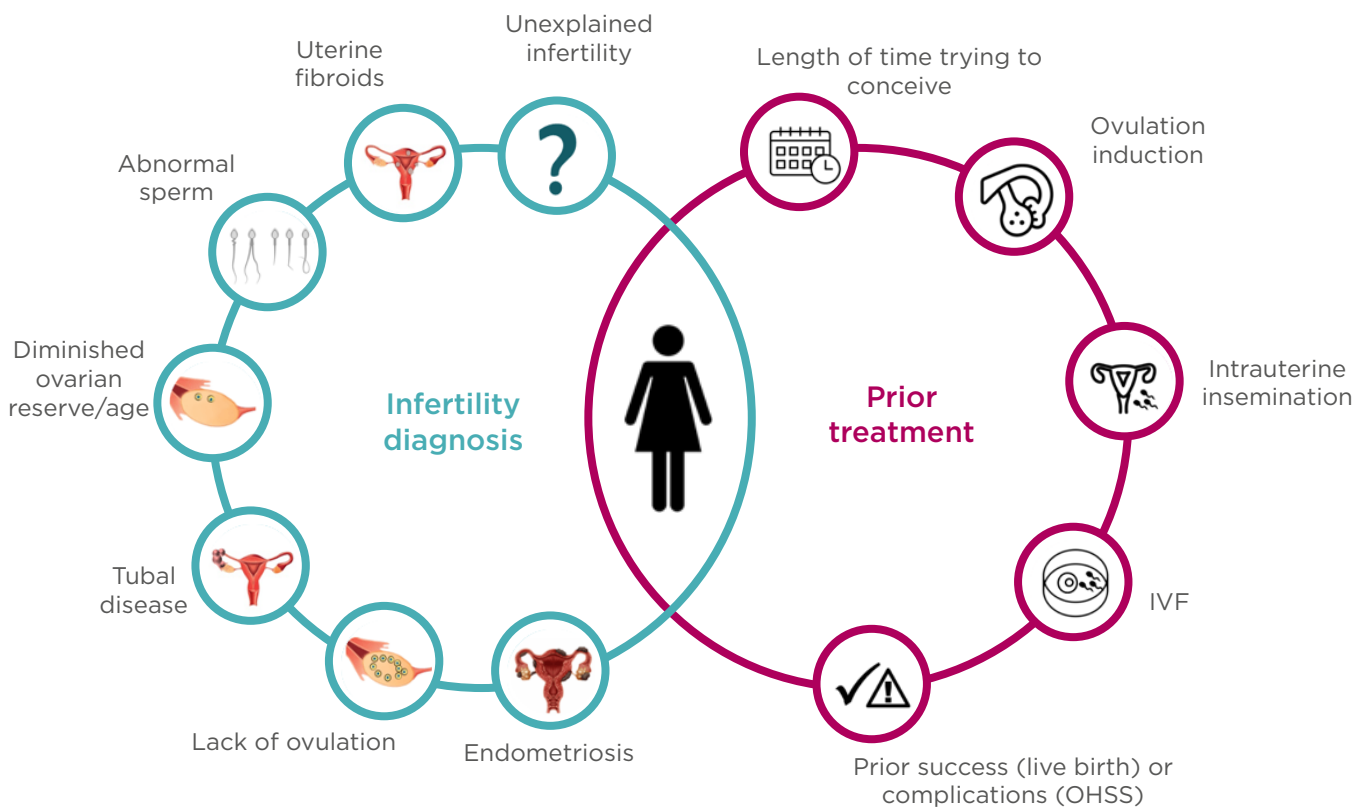 Unexplained
infertility
Uterine
fibroids
Abnormal
sperm
Diminished
ovarian
reserve/age
Tubal
disease
Lack of ovulation
Endometriosis
Infertility
diagnosis
?
Length of time trying to
conceive
Ovulation
induction
Intrauterine
insemination
IVF
Prior success (live birth) or
complications (OHSS)
Prior
treatment